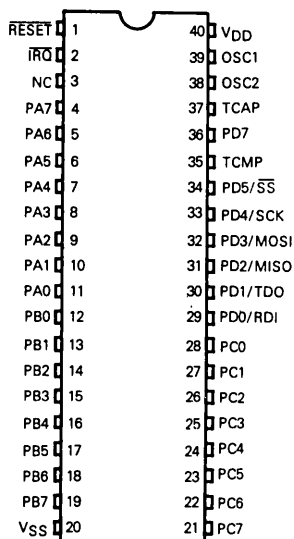 RESET 1 40 VDD
IRQ 2 39 OSC1
NC 3 38 OSC2
PA7 4 37 TCAP
PA6 5 36 PD7
PA5 6 35 TCMP
PA4 7 34 PD5/SS
PA3 8 33 PD4/SCK
PA2 9 32 PD3/MOSI
PA1 10 31 PD2/MISO
PA0 11 30 PD1/TDO
PB0 12 29 PD0/RDI
PB1 13 28 PC0
PB2 14 27 PC1
PB3 15 26 PC2
PB4 16 25 PC3
PB5 17 24 PC4
PB6 18 23 PC5
PB7 19 22 PC6
VSS 20 21 PC7